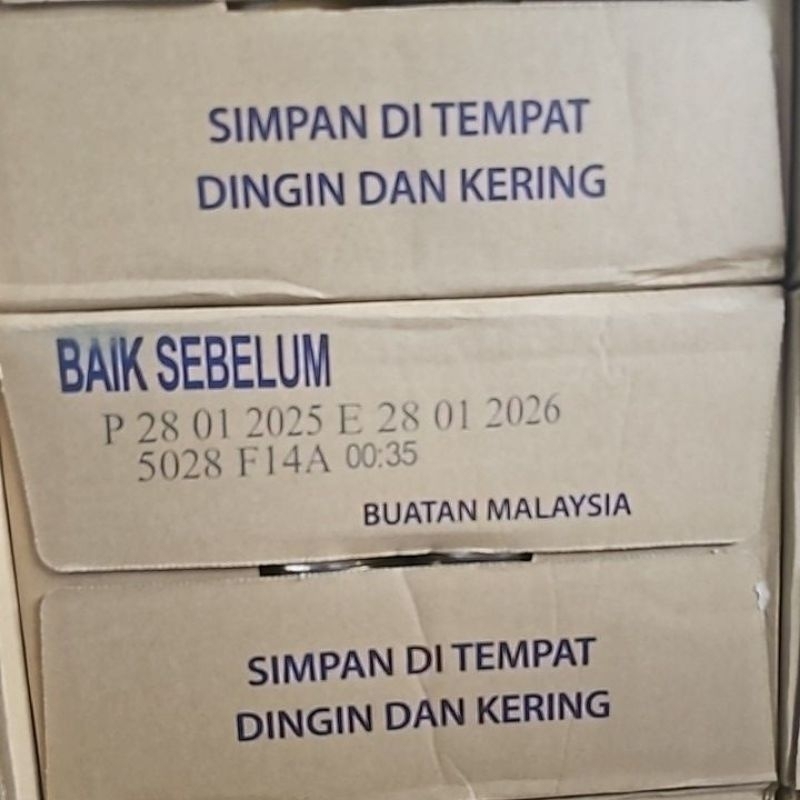 SIMPAN DI TEMPAT
DINGIN DAN KERING
BAIK SEBELUM
P 28 01 2025 E 28 01 2026
5028 F14A 00:35
BUATAN MALAYSIA
SIMPAN DI TEMPAT
DINGIN DAN KERING